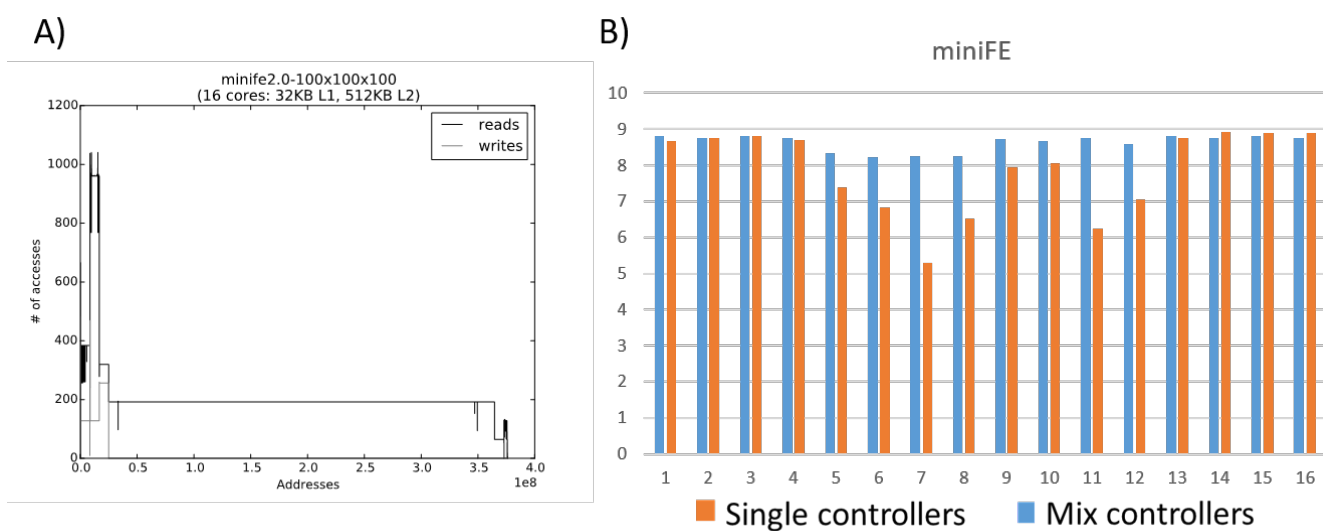 A)
minife2.0-100x100x100
(16 cores: 32KB L1, 512KB L2)
1200
1000
800
600
400
200
0
# of accesses
reads
writes
0.0 0.5 1.0 1.5 2.0 2.5 3.0 3.5 4.0
1e8
Addresses
B)
miniFE
10
9
8
7
6
5
4
3
2
1
0
1 2 3 4 5 6 7 8 9 10 11 12 13 14 15 16
Single controllers Mix controllers